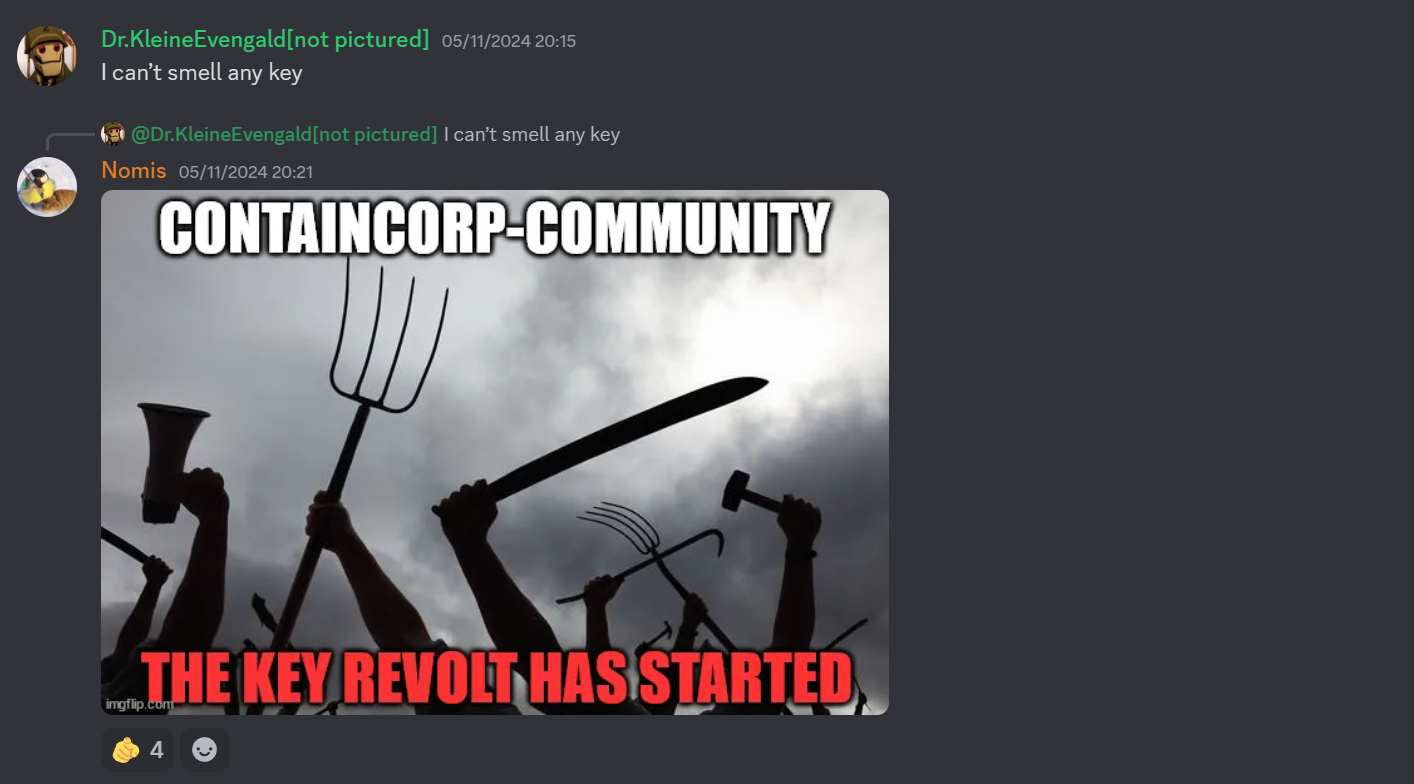 Dr.KleineEvengald[not pictured] 05/11/2024 20:15
I can’t smell any key
@Dr.KleineEvengald[not pictured] I can’t smell any key
Nomis 05/11/2024 20:21
CONTAINCORP-COMMUNITY
THE KEY REVOLT HAS STARTED
imgflip.com
4